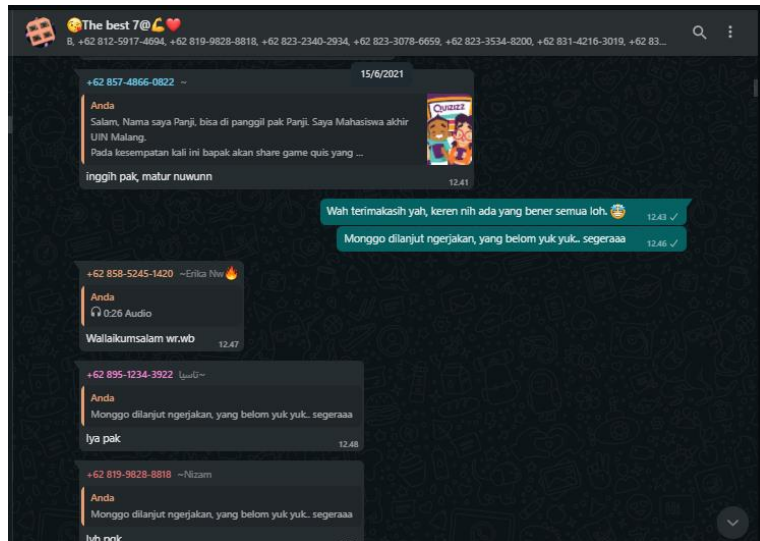 😘The best 7@💪❤️
B, +62 812-5917-4694, +62 819-9828-8818, +62 823-2340-2934, +62 823-3078-6659, +62 823-3534-8200, +62 831-4216-3019, +62 83...
15/6/2021
+62 857-4866-0822 ~
Anda
Salam, Nama saya Panji, bisa di panggil pak Panji. Saya Mahasiswa akhir
UIN Malang.
Pada kesempatan kali ini bapak akan share game quis yang ...
QUIZIZZ
inggih pak, matur nuwunn
12.41
Wah terimakasih yah, keren nih ada yang bener semua loh. 12.43
Monggo dilanjut ngerjakan, yang belom yuk yuk.. segeraaa 12.46
+62 858-5245-1420 ~Erika Nw🔥
Anda
0:26 Audio
Wallaikumsalam wr.wb 12.47
+62 895-1234-3922 ~تاسيا
Anda
Monggo dilanjut ngerjakan, yang belom yuk yuk.. segeraaa
Iya pak 12.48
+62 819-9828-8818 ~Nizam
Anda
Monggo dilanjut ngerjakan, yang belom yuk yuk.. segeraaa